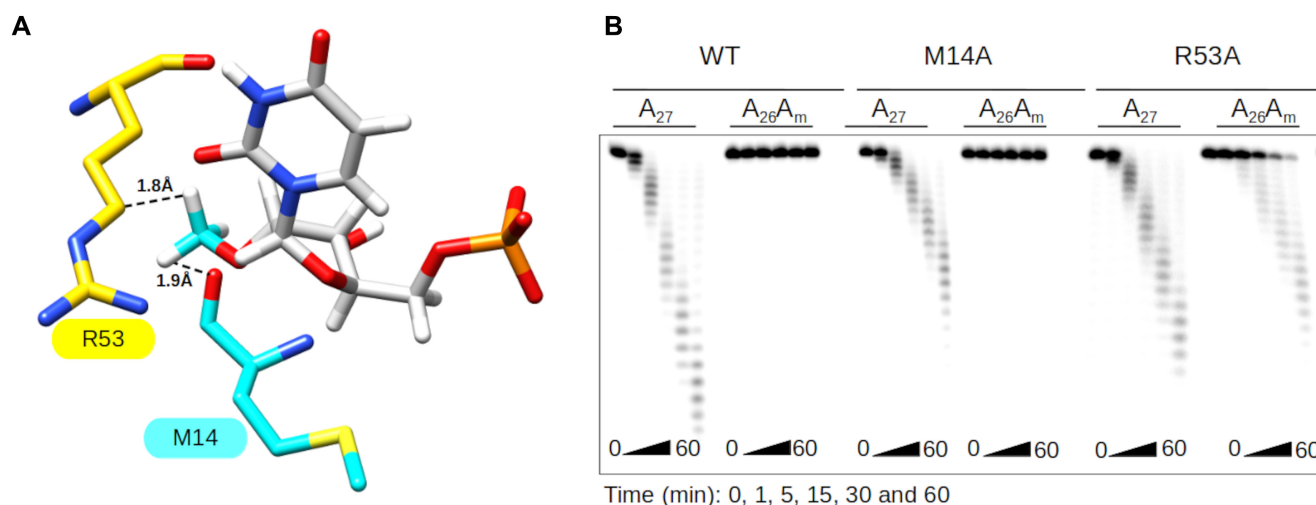 A
1.8Å
1.9Å
R53
M14
B
WT M14A R53A
A27 A26Am A27 A26Am A27 A26Am
0 60 0 60 0 60 0 60 0 60 0 60
Time (min): 0, 1, 5, 15, 30 and 60